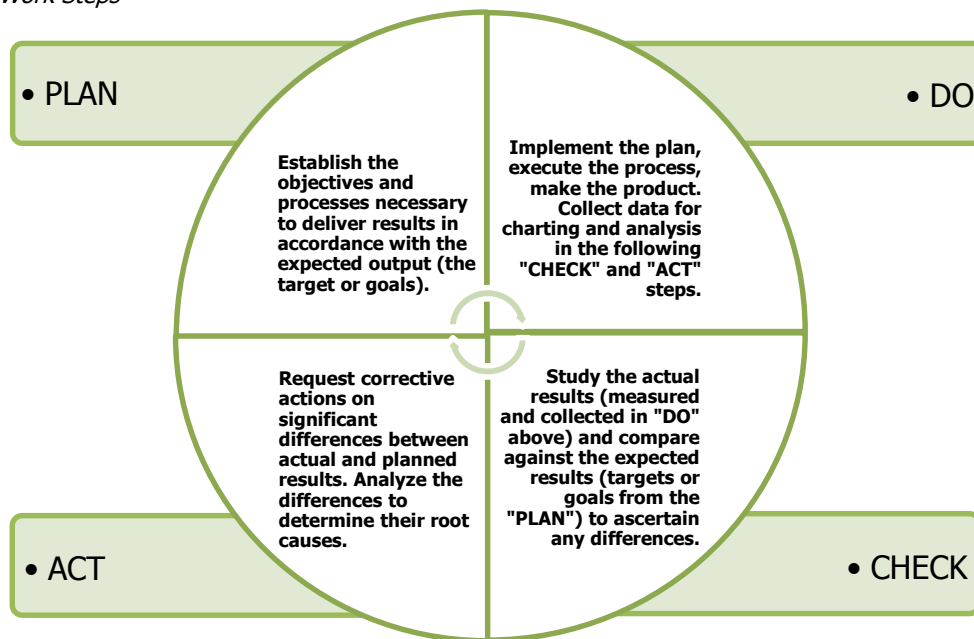 Work Steps
• PLAN
Establish the
objectives and
processes necessary
to deliver results in
accordance with the
expected output (the
target or goals).
• DO
Implement the plan,
execute the process,
make the product.
Collect data for
charting and analysis
in the following
"CHECK" and "ACT"
steps.
Request corrective
actions on
significant
differences between
actual and planned
results. Analyze the
differences to
determine their root
causes.
• ACT
Study the actual
results (measured
and collected in "DO"
above) and compare
against the expected
results (targets or
goals from the
"PLAN") to ascertain
any differences.
• CHECK